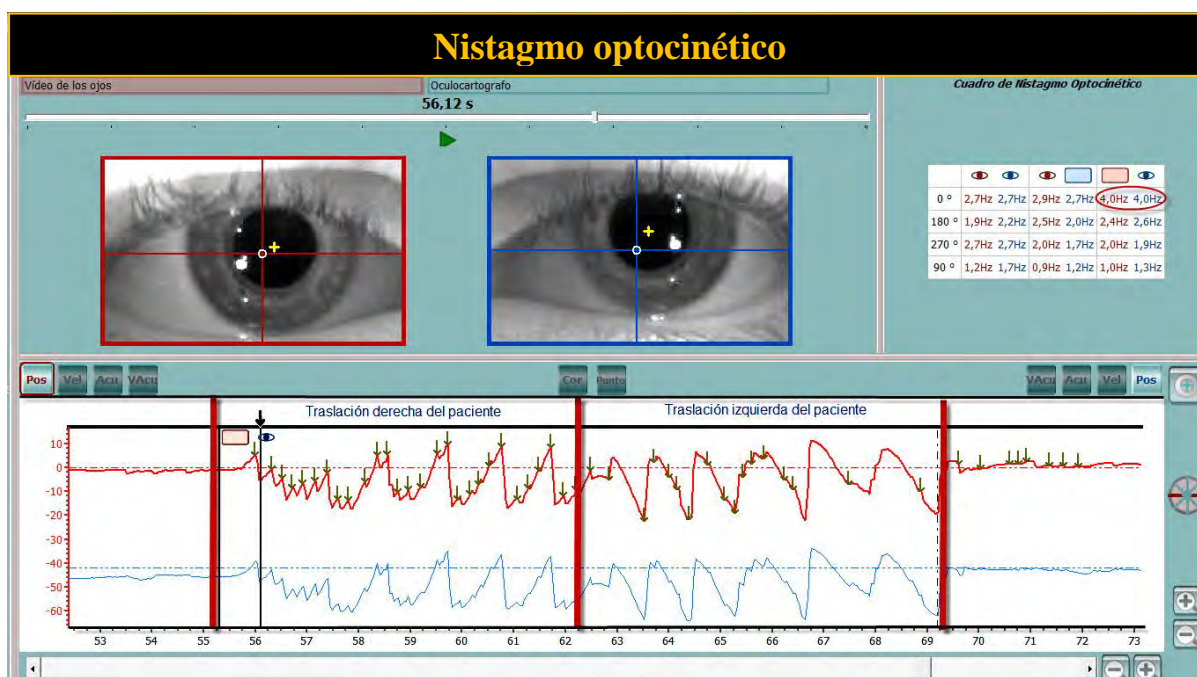 Nistagmo optocinético
Vídeo de los ojos
Oculocartografo
Cuadro de Nistagmo Optocinético
56,12 s
0 º 2,7Hz 2,7Hz 2,9Hz 2,7Hz 4,0Hz 4,0Hz
180 º 1,9Hz 2,2Hz 2,5Hz 2,0Hz 2,4Hz 2,6Hz
270 º 2,7Hz 2,7Hz 2,0Hz 1,7Hz 2,0Hz 1,9Hz
90 º 1,2Hz 1,7Hz 0,9Hz 1,2Hz 1,0Hz 1,3Hz
Pos Vel Acu VAcu Cor Punto VAcu Acu Vel Pos
Traslación derecha del paciente
Traslación izquierda del paciente
10
0
-10
-20
-30
-40
-50
-60
53 54 55 56 57 58 59 60 61 62 63 64 65 66 67 68 69 70 71 72 73